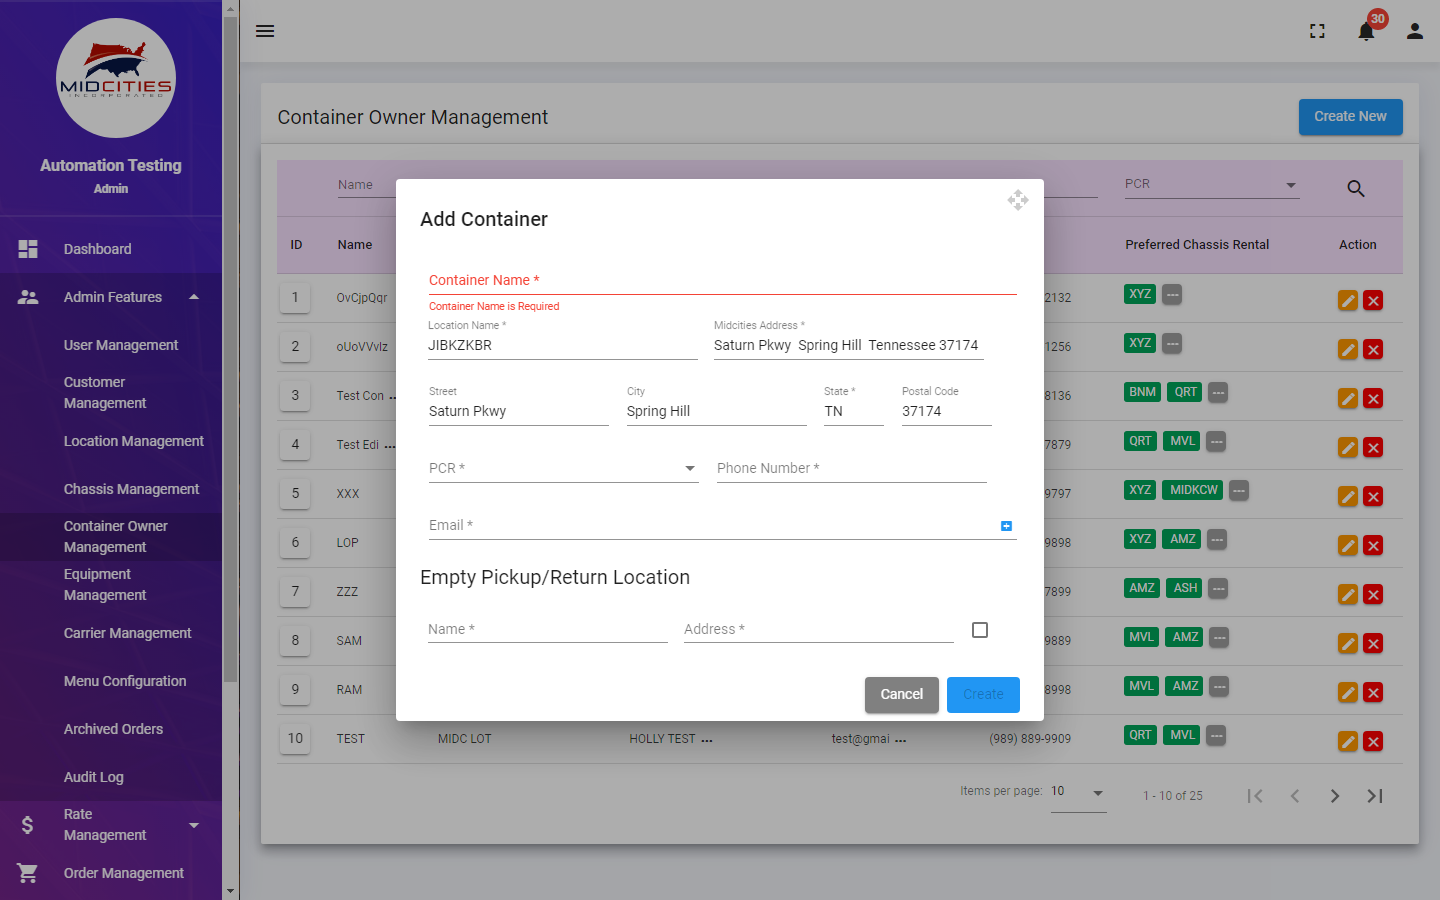 MIDCITIES
INCORPORATED
Automation Testing
Admin
Dashboard
Admin Features
User Management
Customer
Management
Location Management
Chassis Management
Container Owner
Management
Equipment
Management
Carrier Management
Menu Configuration
Archived Orders
Audit Log
Rate
Management
Order Management
30
Container Owner Management
Create New
Name
PCR
ID Name Preferred Chassis Rental Action
1 OvCjpQqr 2132 XYZ ---
2 oUoVVvIz 1256 XYZ ---
3 Test Con ... 8136 BNM QRT ---
4 Test Edi ... 7879 QRT MVL ---
5 XXX 9797 XYZ MIDKCW ---
6 LOP 9898 XYZ AMZ ---
7 ZZZ 7899 AMZ ASH ---
8 SAM 9889 MVL AMZ ---
9 RAM 8998 MVL AMZ ---
10 TEST MIDC LOT HOLLY TEST ... test@gmai ... (989) 889-9909 QRT MVL ---
Items per page: 10 1 - 10 of 25
Add Container
Container Name *
Container Name is Required
Location Name * Midcities Address *
JIBKZKBR Saturn Pkwy Spring Hill Tennessee 37174
Street City State * Postal Code
Saturn Pkwy Spring Hill TN 37174
PCR * Phone Number *
Email *
Empty Pickup/Return Location
Name * Address *
Cancel Create